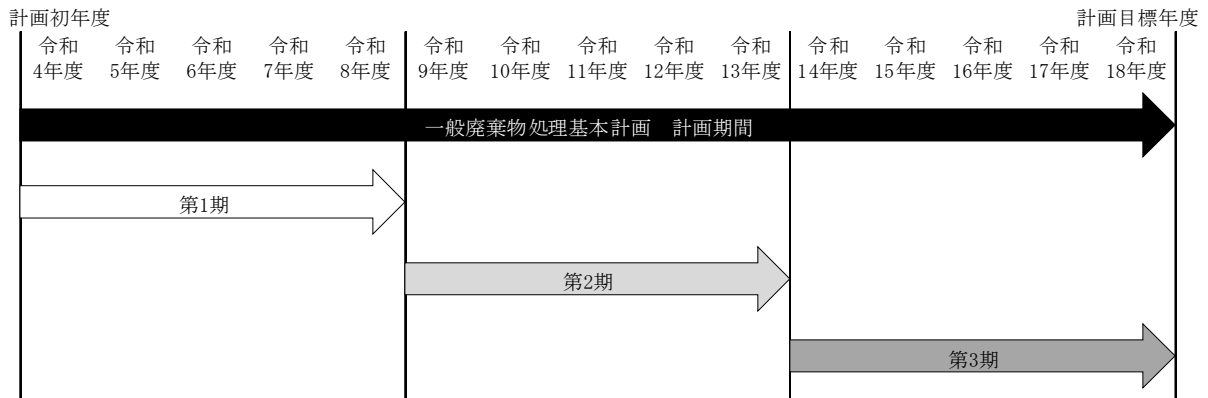 計画初年度
計画目標年度
令和 令和 令和 令和 令和 令和 令和 令和 令和 令和 令和 令和 令和 令和 令和
4年度 5年度 6年度 7年度 8年度 9年度 10年度 11年度 12年度 13年度 14年度 15年度 16年度 17年度 18年度
一般廃棄物処理基本計画　計画期間
第1期
第2期
第3期